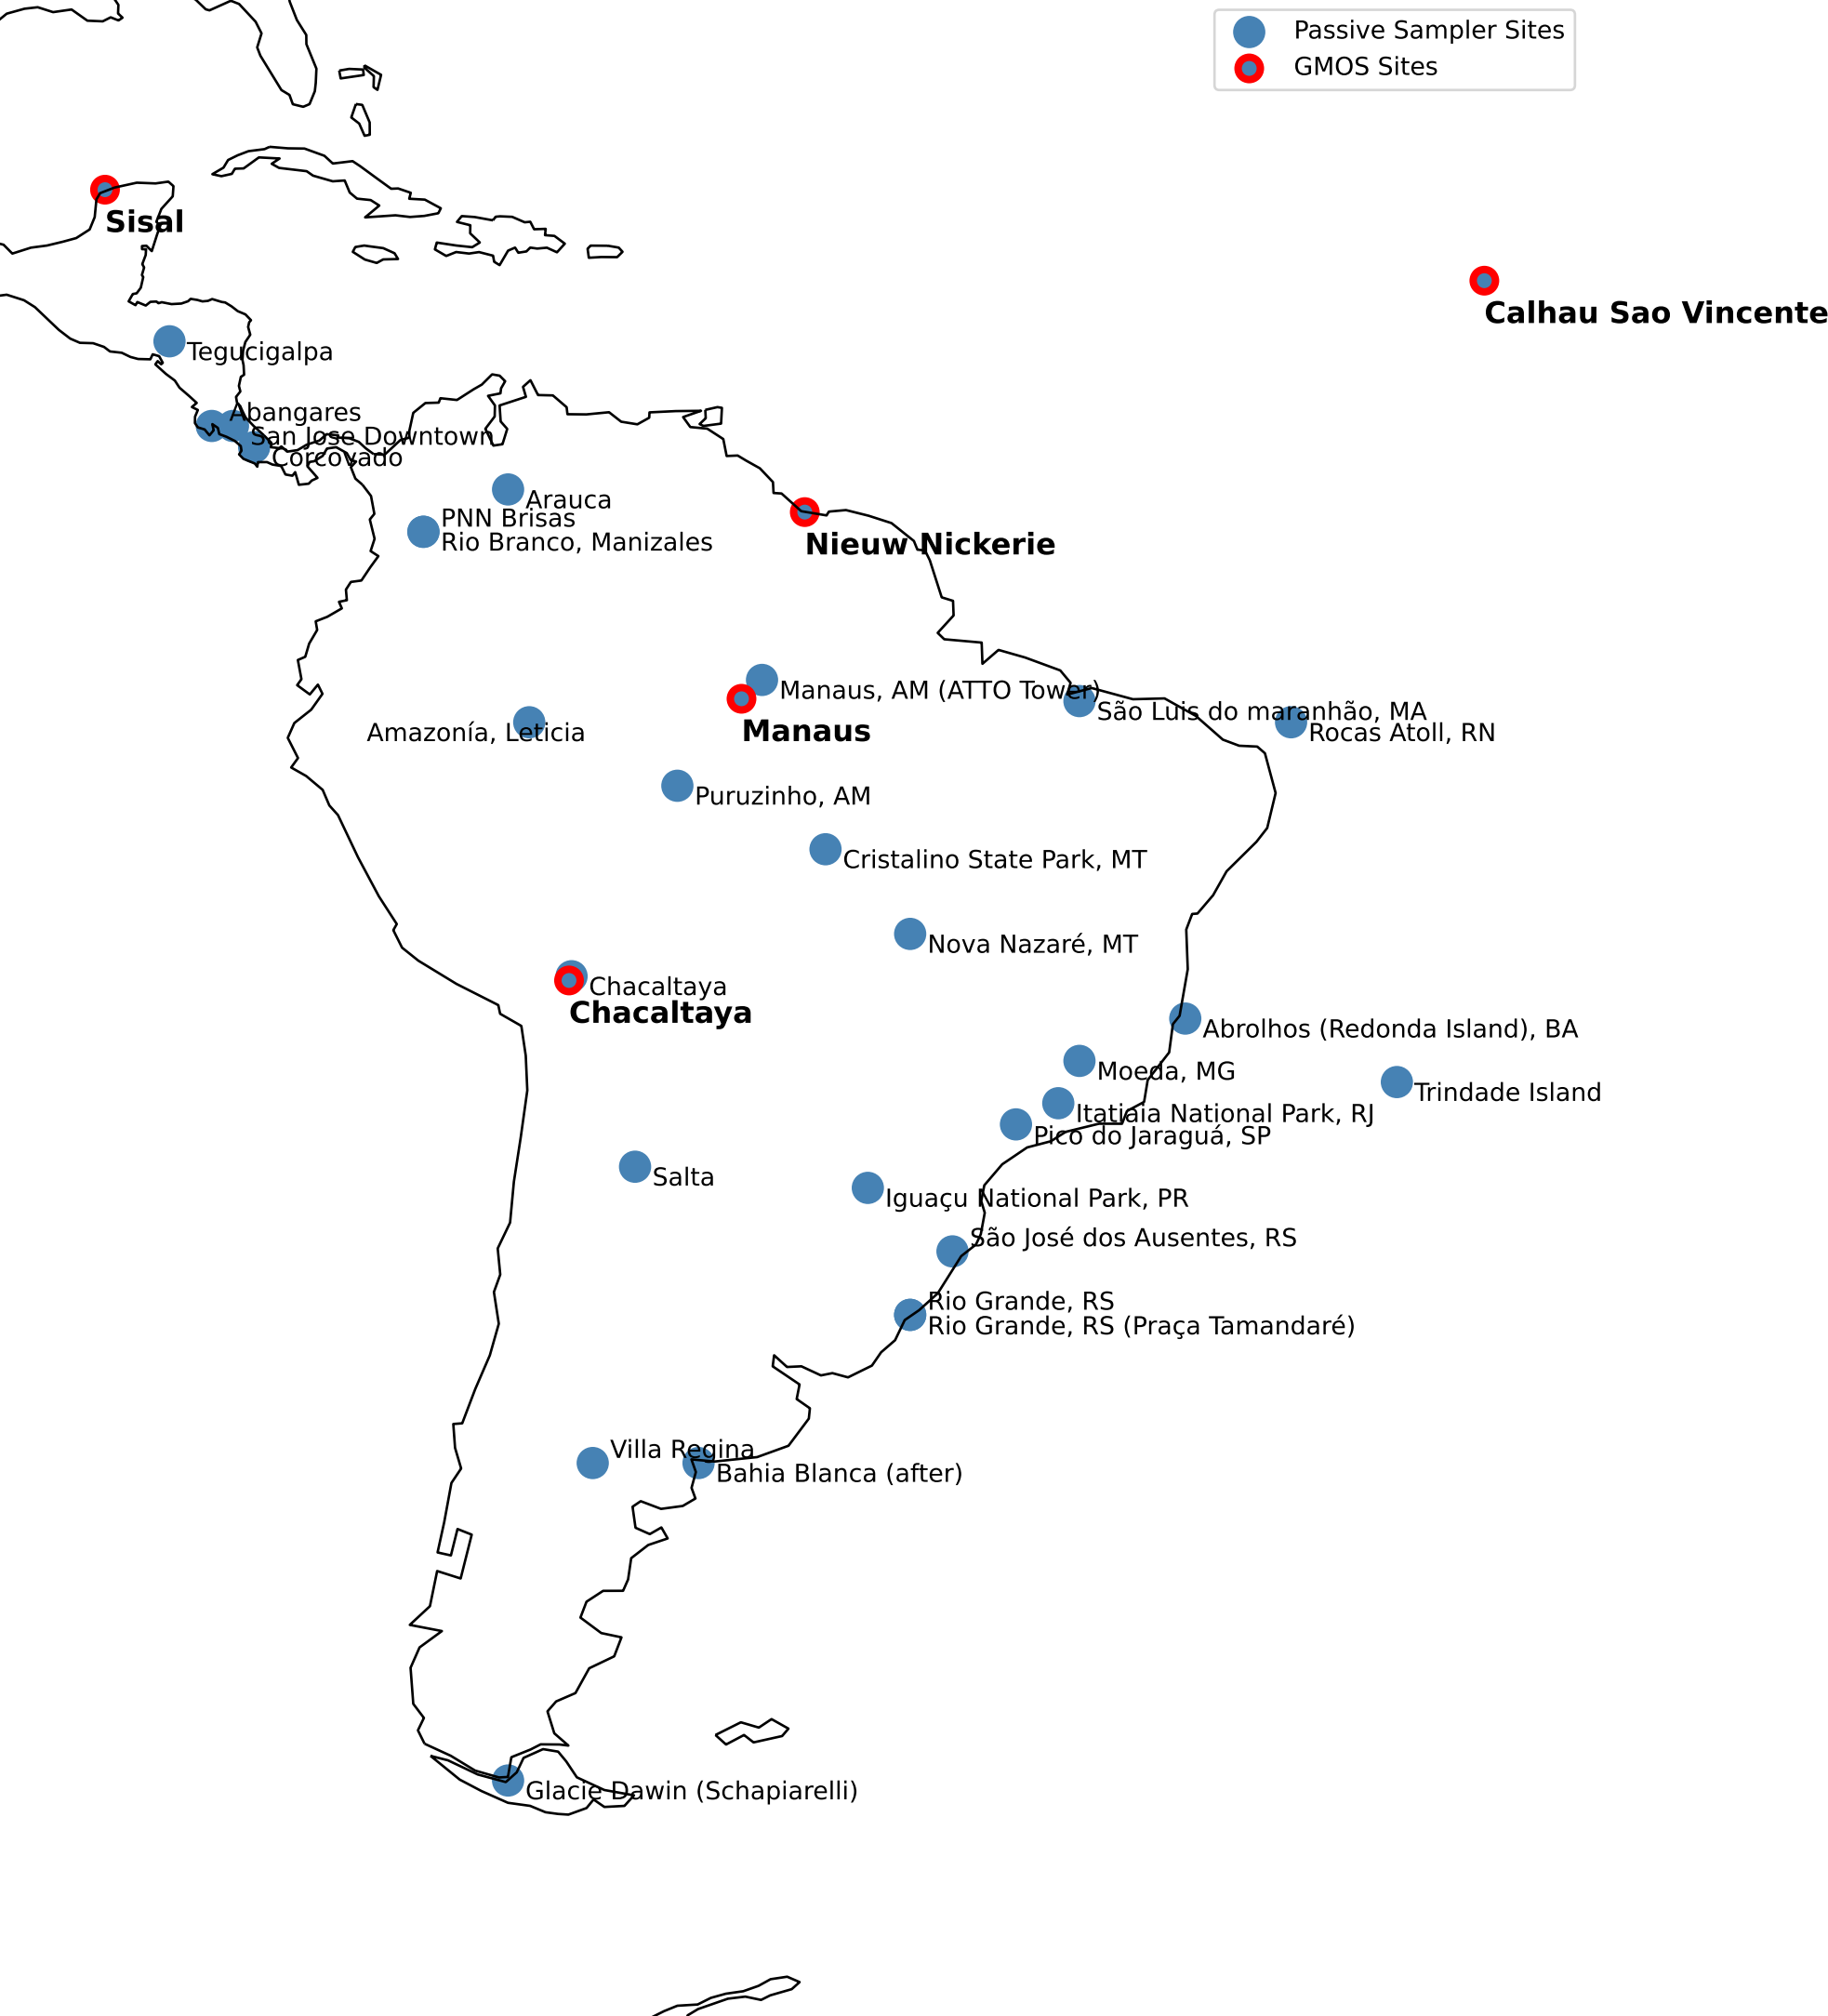 Passive Sampler Sites
GMOS Sites
Sisal
Calhau Sao Vincente
Tegucigalpa
Abangares
San Jose Downtown
Corcovado
Arauca
PNN Brisas
Rio Branco, Manizales
Nieuw Nickerie
Manaus, AM (ATTO Tower)
São Luis do maranhão, MA
Manaus
Amazonía, Leticia
Rocas Atoll, RN
Puruzinho, AM
Cristalino State Park, MT
Nova Nazaré, MT
Chacaltaya
Chacaltaya
Abrolhos (Redonda Island), BA
Moeda, MG
Trindade Island
Itatiaia National Park, RJ
Pico do Jaraguá, SP
Salta
Iguaçu National Park, PR
São José dos Ausentes, RS
Rio Grande, RS
Rio Grande, RS (Praça Tamandaré)
Villa Regina
Bahia Blanca (after)
Glacie Dawin (Schapiarelli)